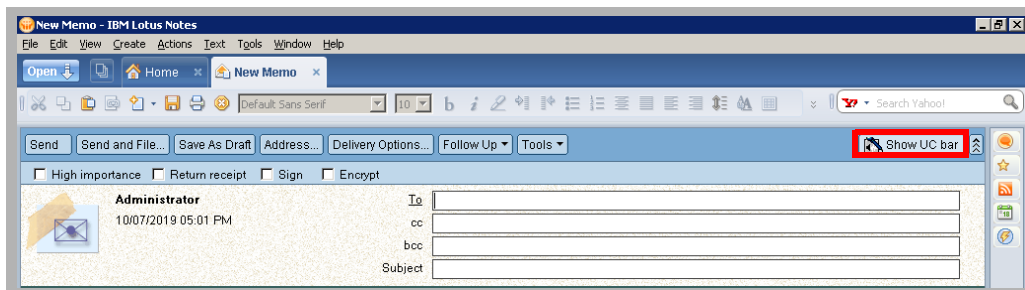 New Memo - IBM Lotus Notes
File Edit View Create Actions Text Tools Window Help
Open Home × New Memo ×
Default Sans Serif 10 b i Y! Search Yahoo!
Send Send and File... Save As Draft Address... Delivery Options... Follow Up Tools Show UC bar
High importance Return receipt Sign Encrypt
Administrator To
10/07/2019 05:01 PM cc
bcc
Subject